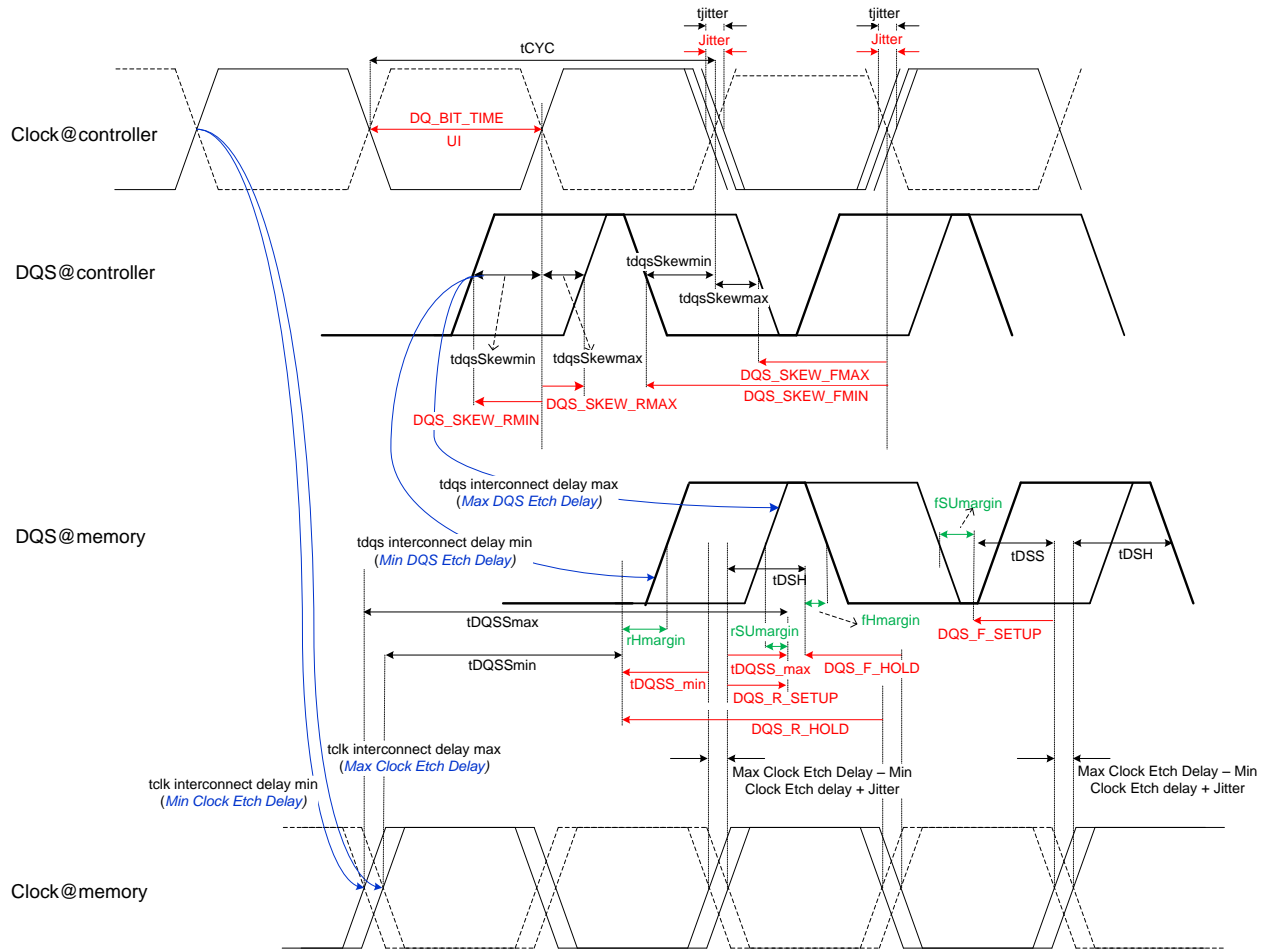 tjitter
tjitter
Jitter
Jitter
tCYC
Clock@controller
DQ_BIT_TIME
UI
DQS@controller
tdqsSkewmin
tdqsSkewmax
tdqsSkewmin
tdqsSkewmax
DQS_SKEW_FMAX
DQS_SKEW_FMIN
DQS_SKEW_RMIN
DQS_SKEW_RMAX
tdqs interconnect delay max
(Max DQS Etch Delay)
fSUmargin
DQS@memory
tdqs interconnect delay min
(Min DQS Etch Delay)
tDSS
tDSH
tDSH
tDQSSmax
rHmargin
rSUmargin
fHmargin
DQS_F_SETUP
tDQSSmin
tDQSS_min
tDQSS_max
DQS_F_HOLD
DQS_R_SETUP
DQS_R_HOLD
tclk interconnect delay max
(Max Clock Etch Delay)
tclk interconnect delay min
(Min Clock Etch Delay)
Max Clock Etch Delay – Min
Clock Etch delay + Jitter
Max Clock Etch Delay – Min
Clock Etch delay + Jitter
Clock@memory